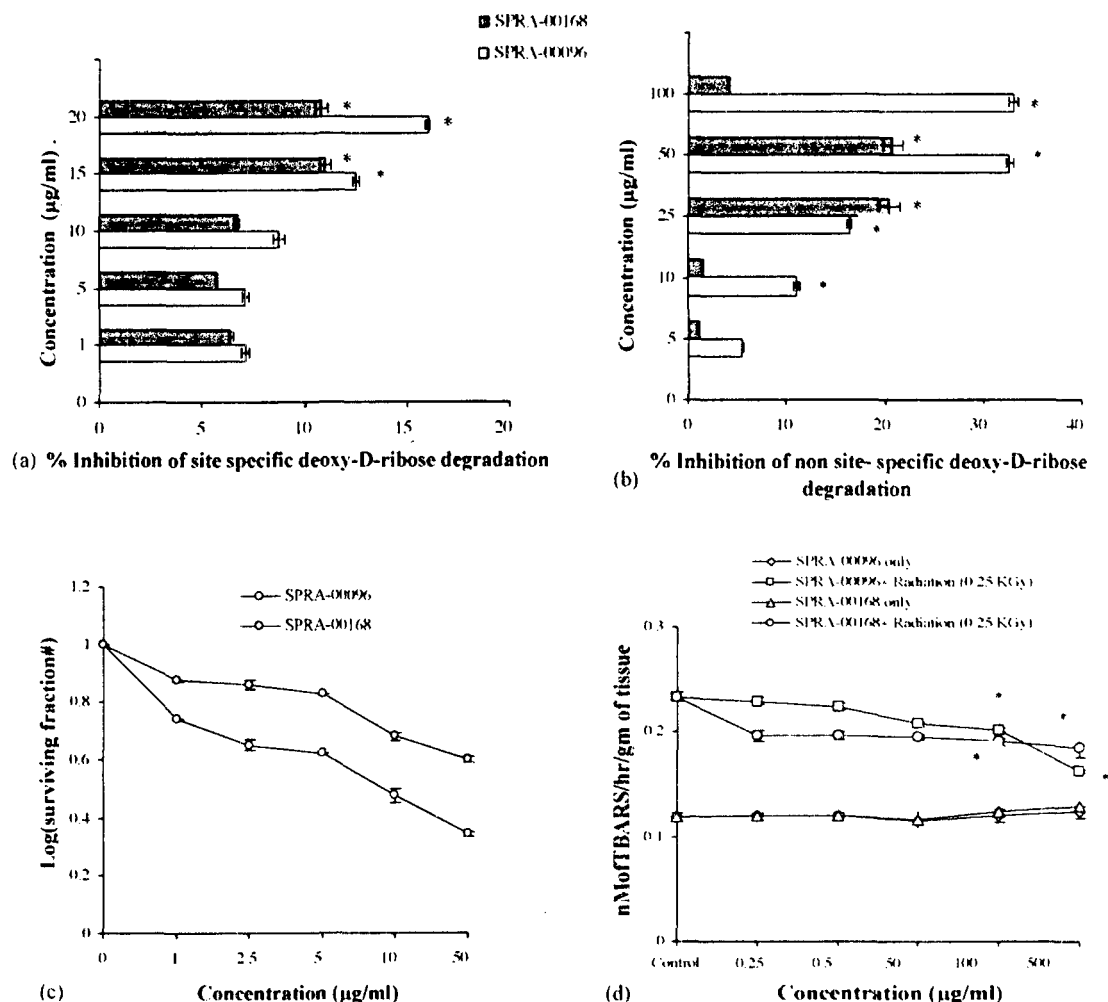 SPRA-00168
SPRA-00096
Concentration (µg/ml) .
20
15
10
5
1
0
0 5 10 15 20
(a) % Inhibition of site specific deoxy-D-ribose degradation
*
*
*
*
Concentration (µg/ml)
100
50
25
10
5
0
0 10 20 30 40
(b) % Inhibition of non site- specific deoxy-D-ribose
degradation
*
*
*
*
*
*
Log(surviving fraction#)
1.2
1
0.8
0.6
0.4
0.2
0
SPRA-00096
SPRA-00168
0 1 2.5 5 10 50
(c) Concentration (µg/ml)
SPRA-00096 only
SPRA-00096+ Radiation (0.25 KGy)
SPRA-00168 only
SPRA-00168+ Radiation (0.25 KGy)
nMofTBARS/hr/gm of tissue
0.3
0.2
0.1
0
*
*
*
*
Control 0.25 0.5 50 100 500
(d) Concentration (µg/ml)